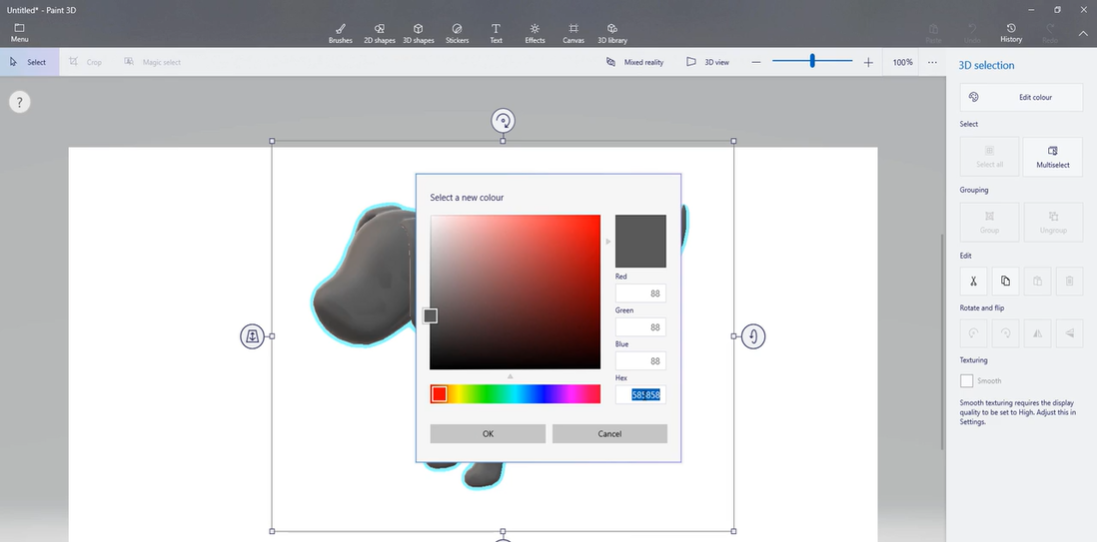 Untitled* - Paint 3D
Menu
Brushes 2D shapes 3D shapes Stickers Text Effects Canvas 3D library
Paste Undo History Redo
Select Crop Magic select Mixed reality 3D view 100%
?
3D selection
Edit colour
Select
Select all Multiselect
Grouping
Group Ungroup
Edit
Rotate and flip
Texturing
Smooth
Smooth texturing requires the display
quality to be set to High. Adjust this in
Settings.
Select a new colour
Red
88
Green
88
Blue
88
Hex
585858
OK Cancel